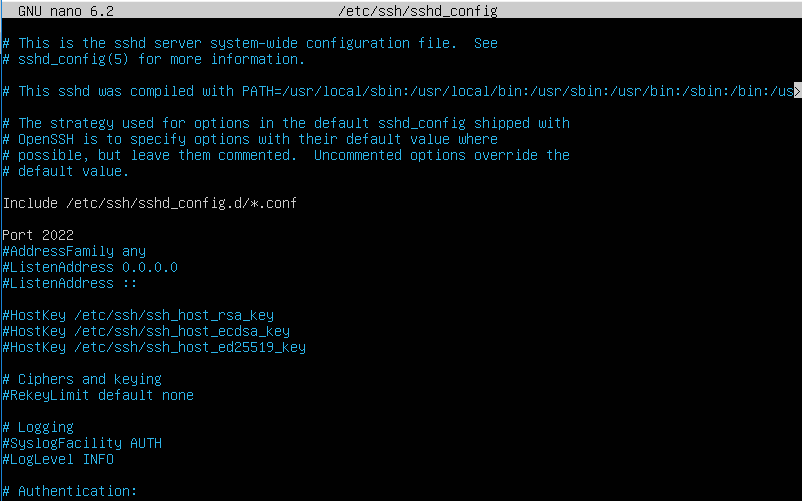 GNU nano 6.2 /etc/ssh/sshd_config
# This is the sshd server system-wide configuration file.  See
# sshd_config(5) for more information.
# This sshd was compiled with PATH=/usr/local/sbin:/usr/local/bin:/usr/sbin:/usr/bin:/sbin:/bin:/us>
# The strategy used for options in the default sshd_config shipped with
# OpenSSH is to specify options with their default value where
# possible, but leave them commented.  Uncommented options override the
# default value.
Include /etc/ssh/sshd_config.d/*.conf
Port 2022
#AddressFamily any
#ListenAddress 0.0.0.0
#ListenAddress ::
#HostKey /etc/ssh/ssh_host_rsa_key
#HostKey /etc/ssh/ssh_host_ecdsa_key
#HostKey /etc/ssh/ssh_host_ed25519_key
# Ciphers and keying
#RekeyLimit default none
# Logging
#SyslogFacility AUTH
#LogLevel INFO
# Authentication: